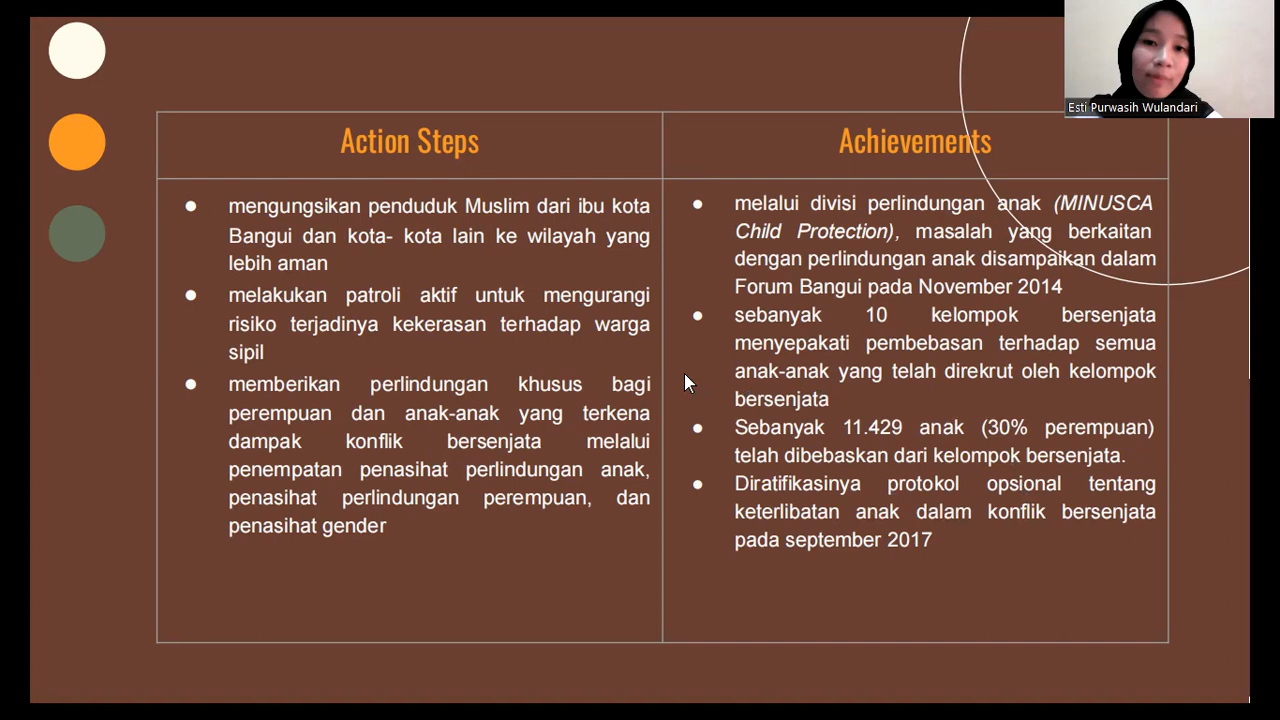 Esti Purwasih Wulandari
Action Steps
Achievements
● mengungsikan penduduk Muslim dari ibu kota
Bangui dan kota- kota lain ke wilayah yang
lebih aman
● melakukan patroli aktif untuk mengurangi
risiko terjadinya kekerasan terhadap warga
sipil
● memberikan perlindungan khusus bagi
perempuan dan anak-anak yang terkena
dampak konflik bersenjata melalui
penempatan penasihat perlindungan anak,
penasihat perlindungan perempuan, dan
penasihat gender
● melalui divisi perlindungan anak (MINUSCA
Child Protection), masalah yang berkaitan
dengan perlindungan anak disampaikan dalam
Forum Bangui pada November 2014
● sebanyak 10 kelompok bersenjata
menyepakati pembebasan terhadap semua
anak-anak yang telah direkrut oleh kelompok
bersenjata
● Sebanyak 11.429 anak (30% perempuan)
telah dibebaskan dari kelompok bersenjata.
● Diratifikasinya protokol opsional tentang
keterlibatan anak dalam konflik bersenjata
pada september 2017